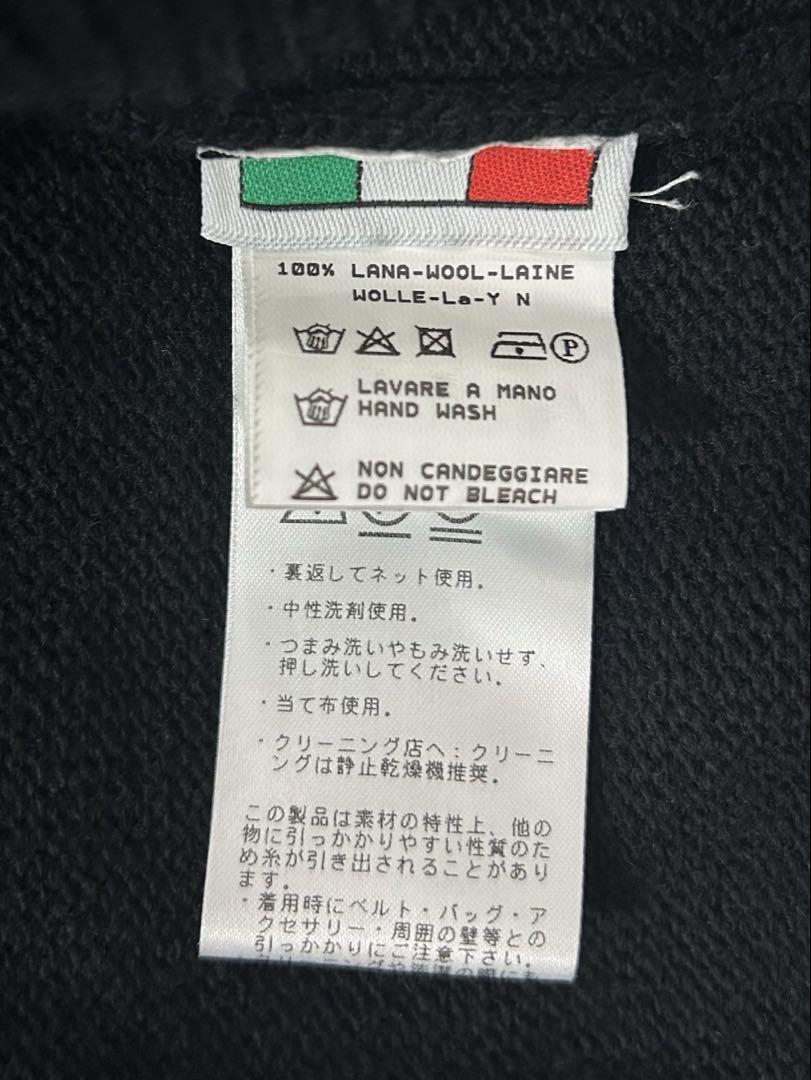 100% LANA-WOOL-LAINE
WOLLE-La-Y N
P
LAVARE A MANO
HAND WASH
NON CANDEGGIARE
DO NOT BLEACH
・裏返してネット使用。
・中性洗剤使用。
・つまみ洗いやもみ洗いせず、
押し洗いしてください。
・当て布使用。
・クリーニング店へ:クリーニ
ングは静止乾燥機推奨。
この製品は素材の特性上、他の
物に引っかかりやすい性質のた
め糸が引き出されることがあり
ます。
・着用時にベルト・バッグ・ア
クセサリー・周囲の壁等との
引っかかりにご注意下さい。